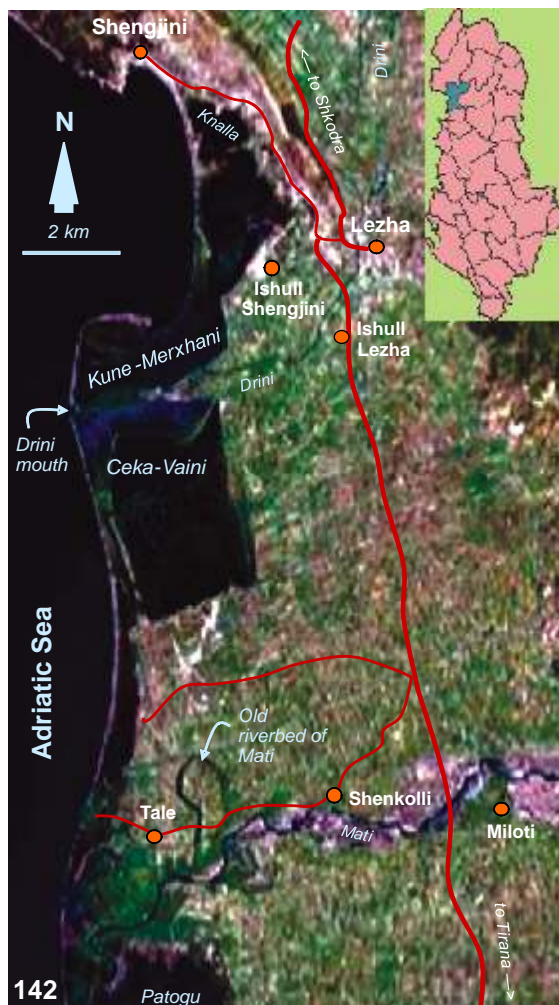 Shengjini
Drini
to Shkodra
Knalla
N
2 km
Lezha
Ishull
Shengjini
Ishull
Lezha
Kune-Merxhani
Drini
Drini
mouth
Ceka-Vaini
Adriatic Sea
Old
riverbed of
Mati
Shenkolli
Tale
Mati
Miloti
to Tirana
142
Patoqu